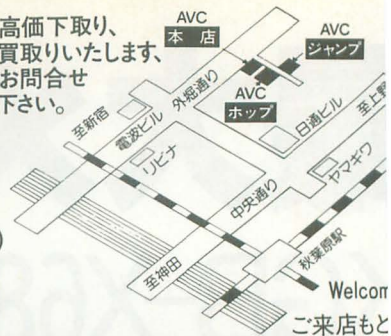 高価下取り、
買取りいたします、
お問合せ
下さい。
AVC
本店
AVC
ジャンプ
AVC
ホップ
外堀通り
至新宿
電波ビル
リビナ
日通ビル
至上野
ヤマギワ
中央通り
秋葉原駅
至神田
Welcom
ご来店もと